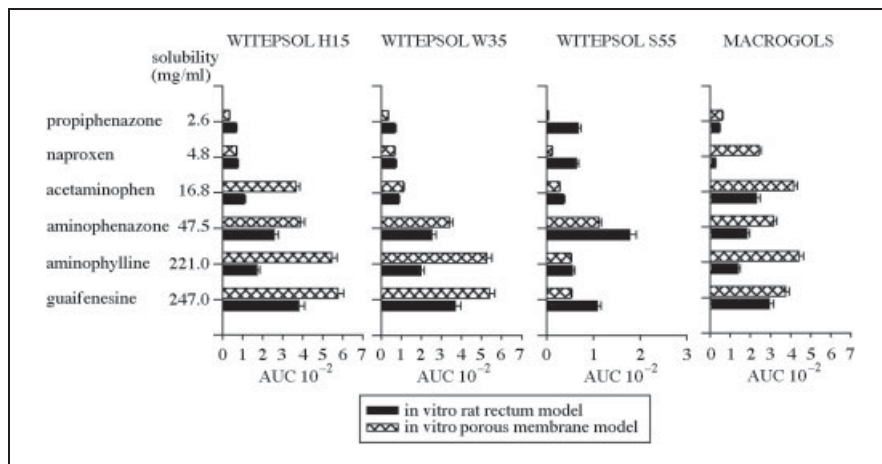 WITEPSOL H15 WITEPSOL W35 WITEPSOL S55 MACROGOLS
solubility
(mg/ml)
propiphenazone 2.6
naproxen 4.8
acetaminophen 16.8
aminophenazone 47.5
aminophylline 221.0
guaifenesine 247.0
0 1 2 3 4 5 6 7 0 1 2 3 4 5 6 7 0 1 2 3 0 1 2 3 4 5 6 7
AUC 10⁻² AUC 10⁻² AUC 10⁻² AUC 10⁻²
in vitro rat rectum model
in vitro porous membrane model